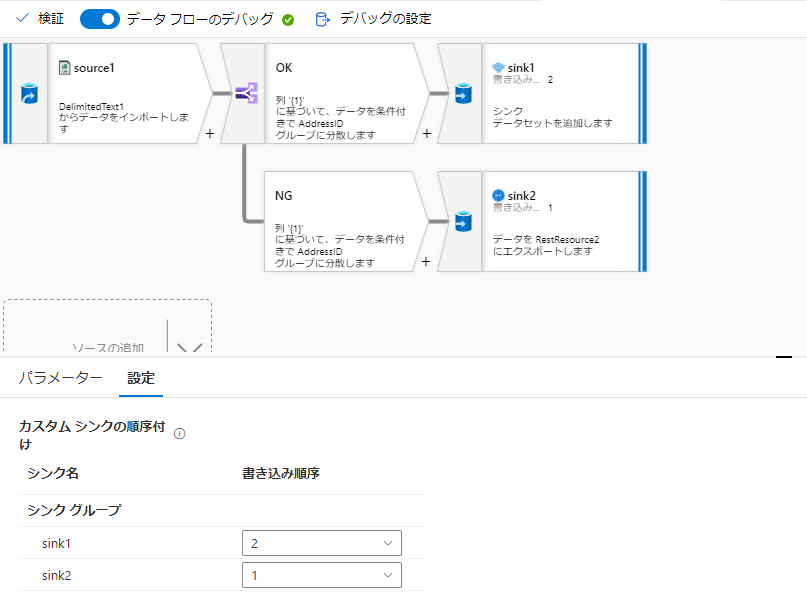 検証
データ フローのデバッグ
デバッグの設定
source1
DelimitedText1
からデータをインポートしま
す
+
OK
列 '{1}'
に基づいて、データを条件付
きで AddressID
グループに分散します
+
sink1
書き込み... 2
シンク
データセットを追加します
NG
列 '{1}'
に基づいて、データを条件付
きで AddressID
グループに分散します
+
sink2
書き込み... 1
データを RestResource2
にエクスポートします
ソースの追加
パラメーター
設定
カスタム シンクの順序付
け
シンク名
書き込み順序
シンク グループ
sink1
2
sink2
1